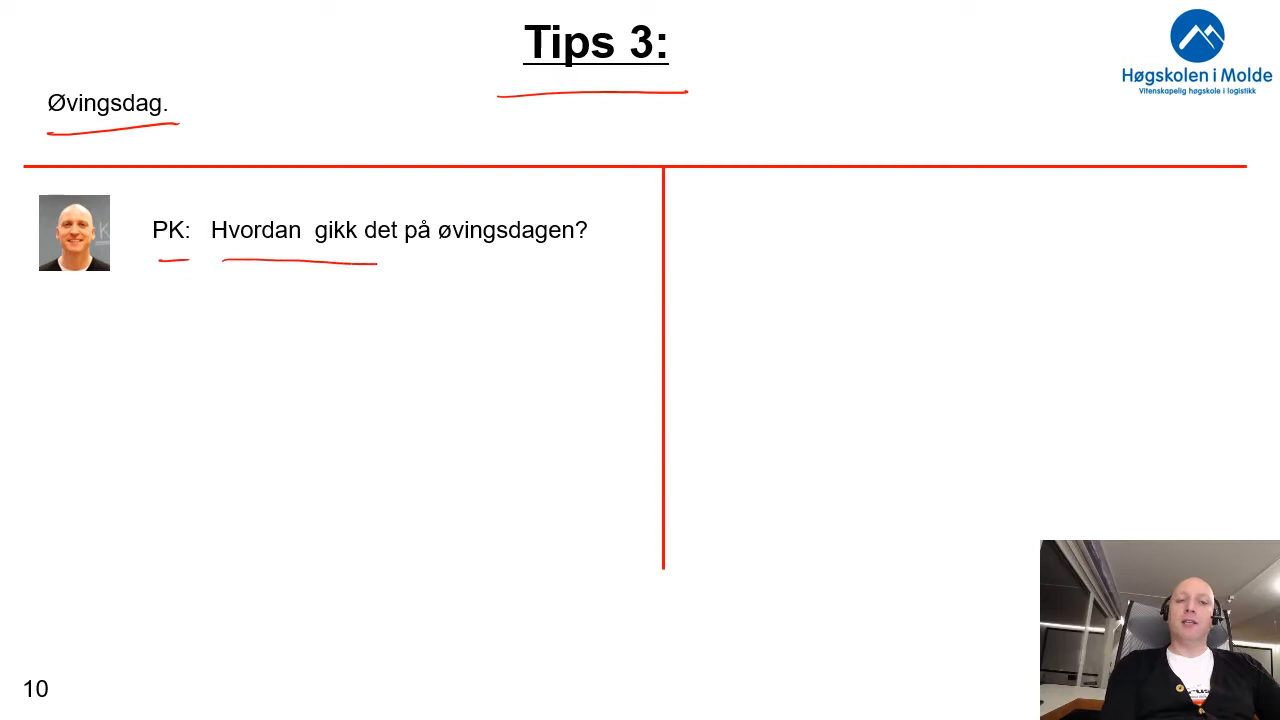 Tips 3:
Høgskolen i Molde
Vitenskapelig høgskole i logistikk
Øvingsdag.
PK: Hvordan gikk det på øvingsdagen?
10